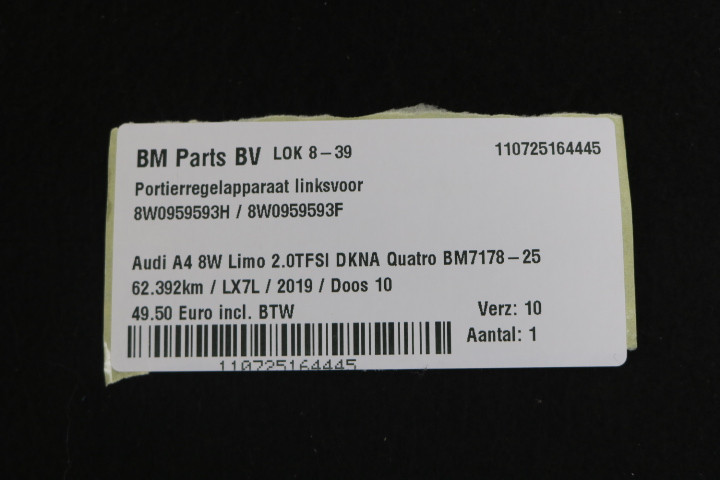 BM Parts BV LOK 8-39 110725164445
Portierregelapparaat linksvoor
8W0959593H / 8W0959593F
Audi A4 8W Limo 2.0TFSI DKNA Quatro BM7178-25
62.392km / LX7L / 2019 / Doos 10
49.50 Euro incl. BTW Verz: 10
Aantal: 1
110725164445